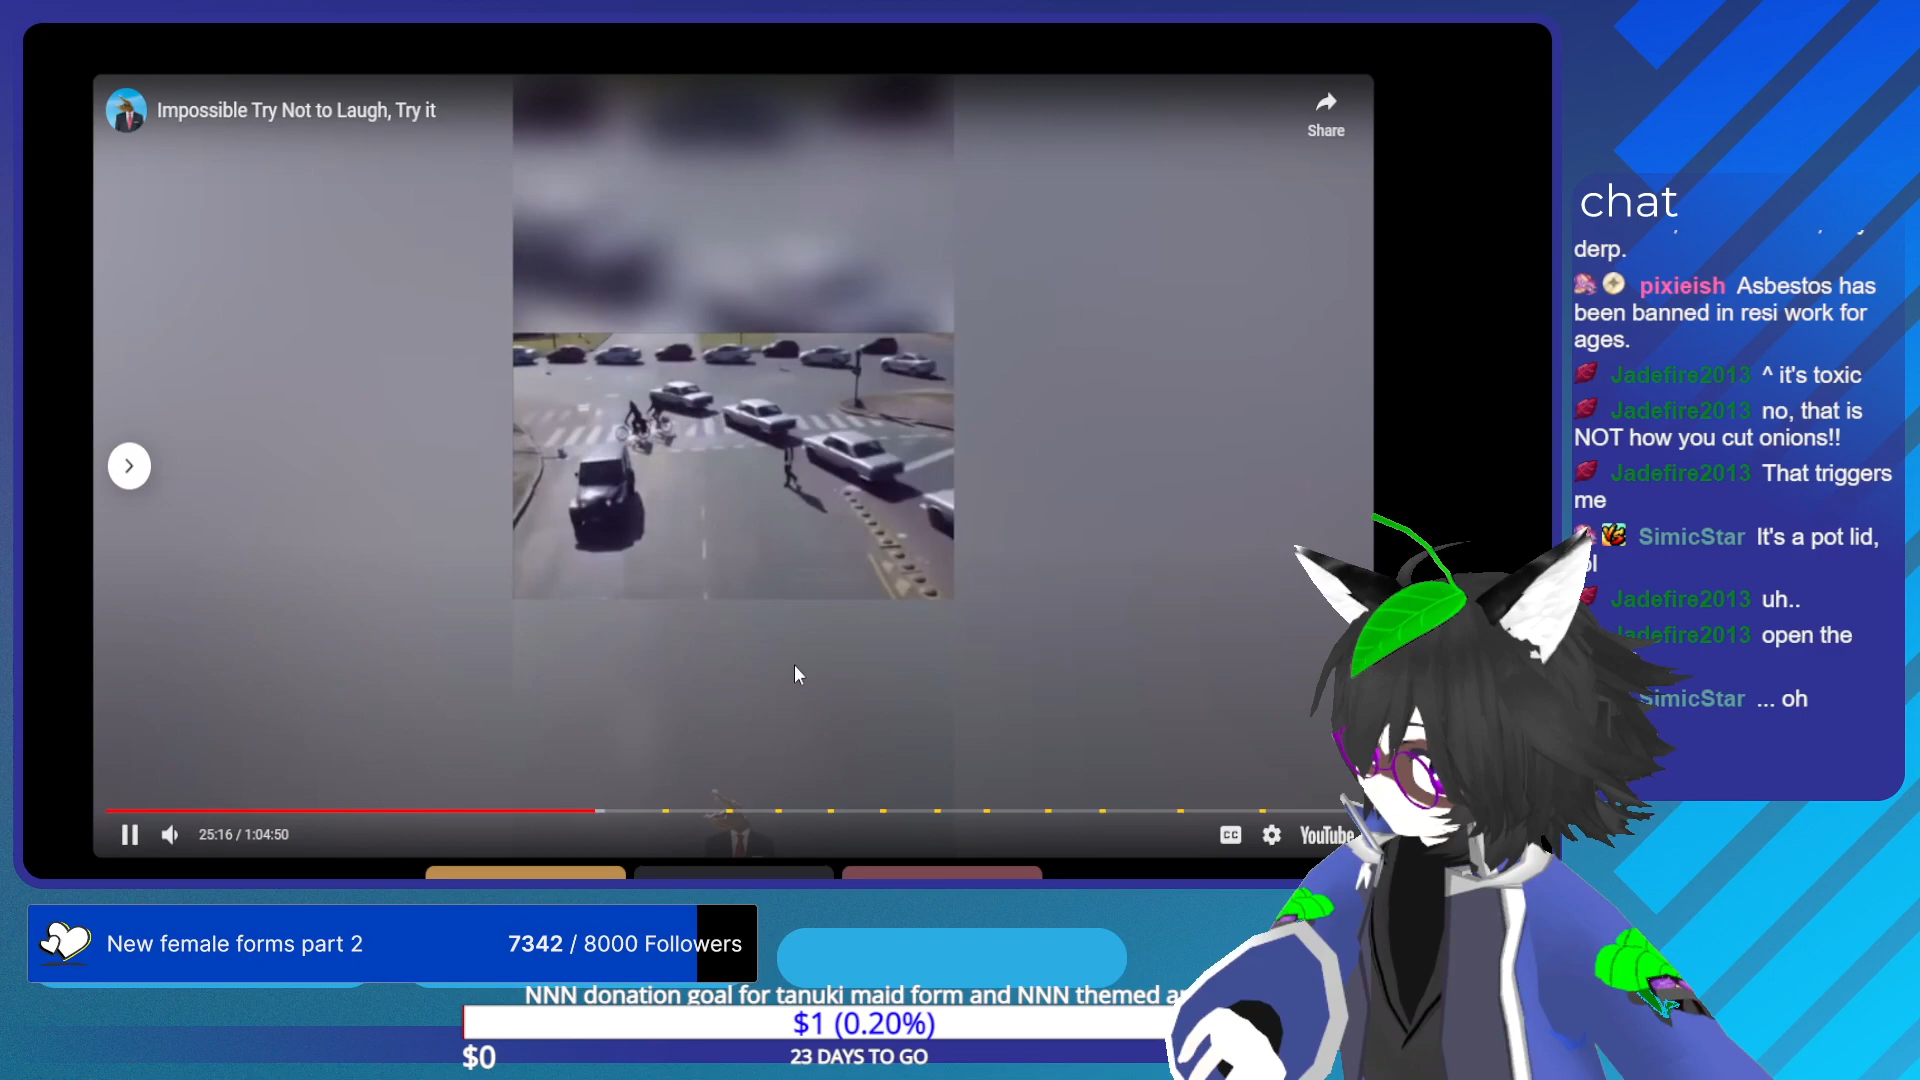 Impossible Try Not to Laugh, Try it
Share
25:16 / 1:04:50
CC
YouTube
chat
derp.
pixieish Asbestos has
been banned in resi work for
ages.
Jadefire2013 ^ it's toxic
Jadefire2013 no, that is
NOT how you cut onions!!
Jadefire2013 That triggers
me
VS SimicStar It's a pot lid,
Jadefire2013 uh..
Jadefire2013 open the
SimicStar ... oh
New female forms part 2
7342 / 8000 Followers
NNN donation goal for tanuki maid form and NNN themed
$1 (0.20%)
$0
23 DAYS TO GO